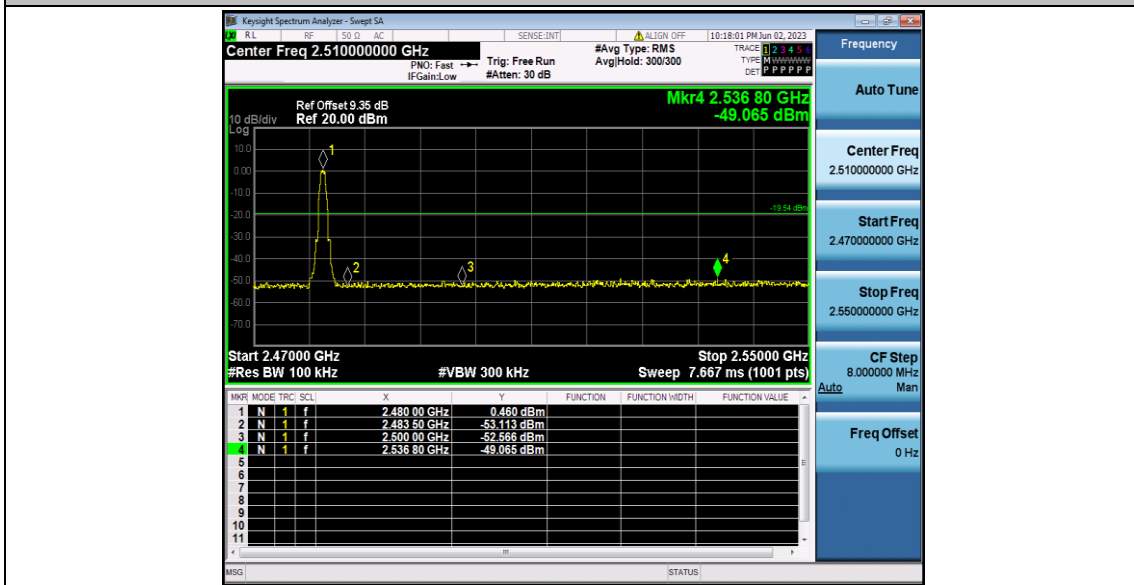 Keysight Spectrum Analyzer - Swept SA
RL RF 50 Ω AC SENSE:INT ALIGN OFF 10:18:01 PM Jun 02, 2023
Center Freq 2.510000000 GHz
PNO: Fast
IFGain:Low
Trig: Free Run
#Atten: 30 dB
#Avg Type: RMS
Avg|Hold: 300/300
TRACE 1 2 3 4 5 6
TYPE M WWWWW
DET P P P P P P
Frequency
Auto Tune
Center Freq
2.510000000 GHz
Start Freq
2.470000000 GHz
Stop Freq
2.550000000 GHz
CF Step
8.000000 MHz
Auto Man
Freq Offset
0 Hz
Mkr4 2.536 80 GHz
-49.065 dBm
Ref Offset 9.35 dB
10 dB/div Ref 20.00 dBm
Log
10.0
0.00
-10.0
-20.0
-30.0
-40.0
-50.0
-60.0
-70.0
1
2
3
4
-19.54 dBm
Start 2.47000 GHz Stop 2.55000 GHz
#Res BW 100 kHz #VBW 300 kHz Sweep 7.667 ms (1001 pts)
MKR MODE TRC SCL X Y FUNCTION FUNCTION WIDTH FUNCTION VALUE
1 N 1 f 2.480 00 GHz 0.460 dBm
2 N 1 f 2.483 50 GHz -53.113 dBm
3 N 1 f 2.500 00 GHz -52.566 dBm
4 N 1 f 2.536 80 GHz -49.065 dBm
5
6
7
8
9
10
11
MSG STATUS